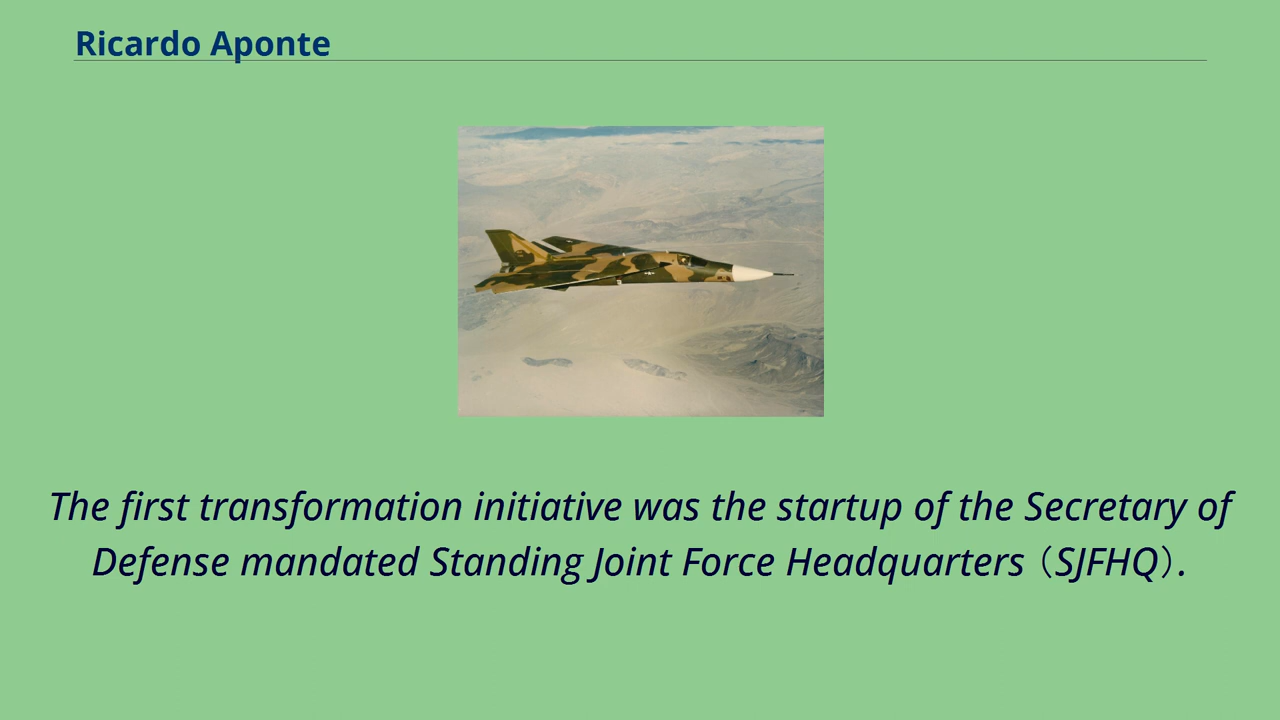 Ricardo Aponte
The first transformation initiative was the startup of the Secretary of
Defense mandated Standing Joint Force Headquarters（SJFHQ）.